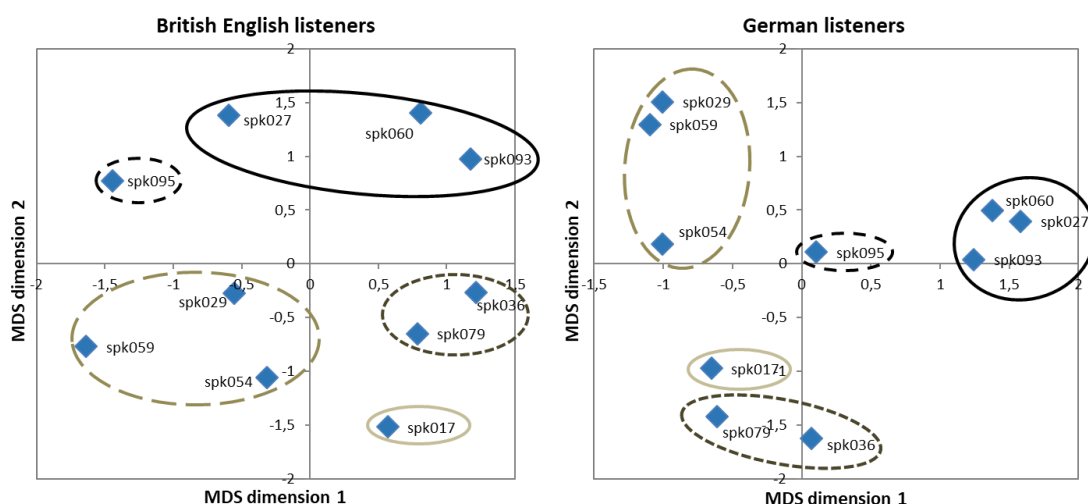 British English listeners
2
1,5
1
0,5
0
-0,5
-1
-1,5
-2
-2
-1,5
-1
-0,5
0
0,5
1
1,5
spk027
spk060
spk093
spk095
spk029
spk036
spk079
spk059
spk054
spk017
MDS dimension 2
MDS dimension 1
German listeners
2
1,5
1
0,5
0
-0,5
-1
-1,5
-2
-1,5
-1
-0,5
0
0,5
1
1,5
2
spk029
spk059
spk060
spk027
spk054
spk095
spk093
spk017
spk079
spk036
MDS dimension 2
MDS dimension 1